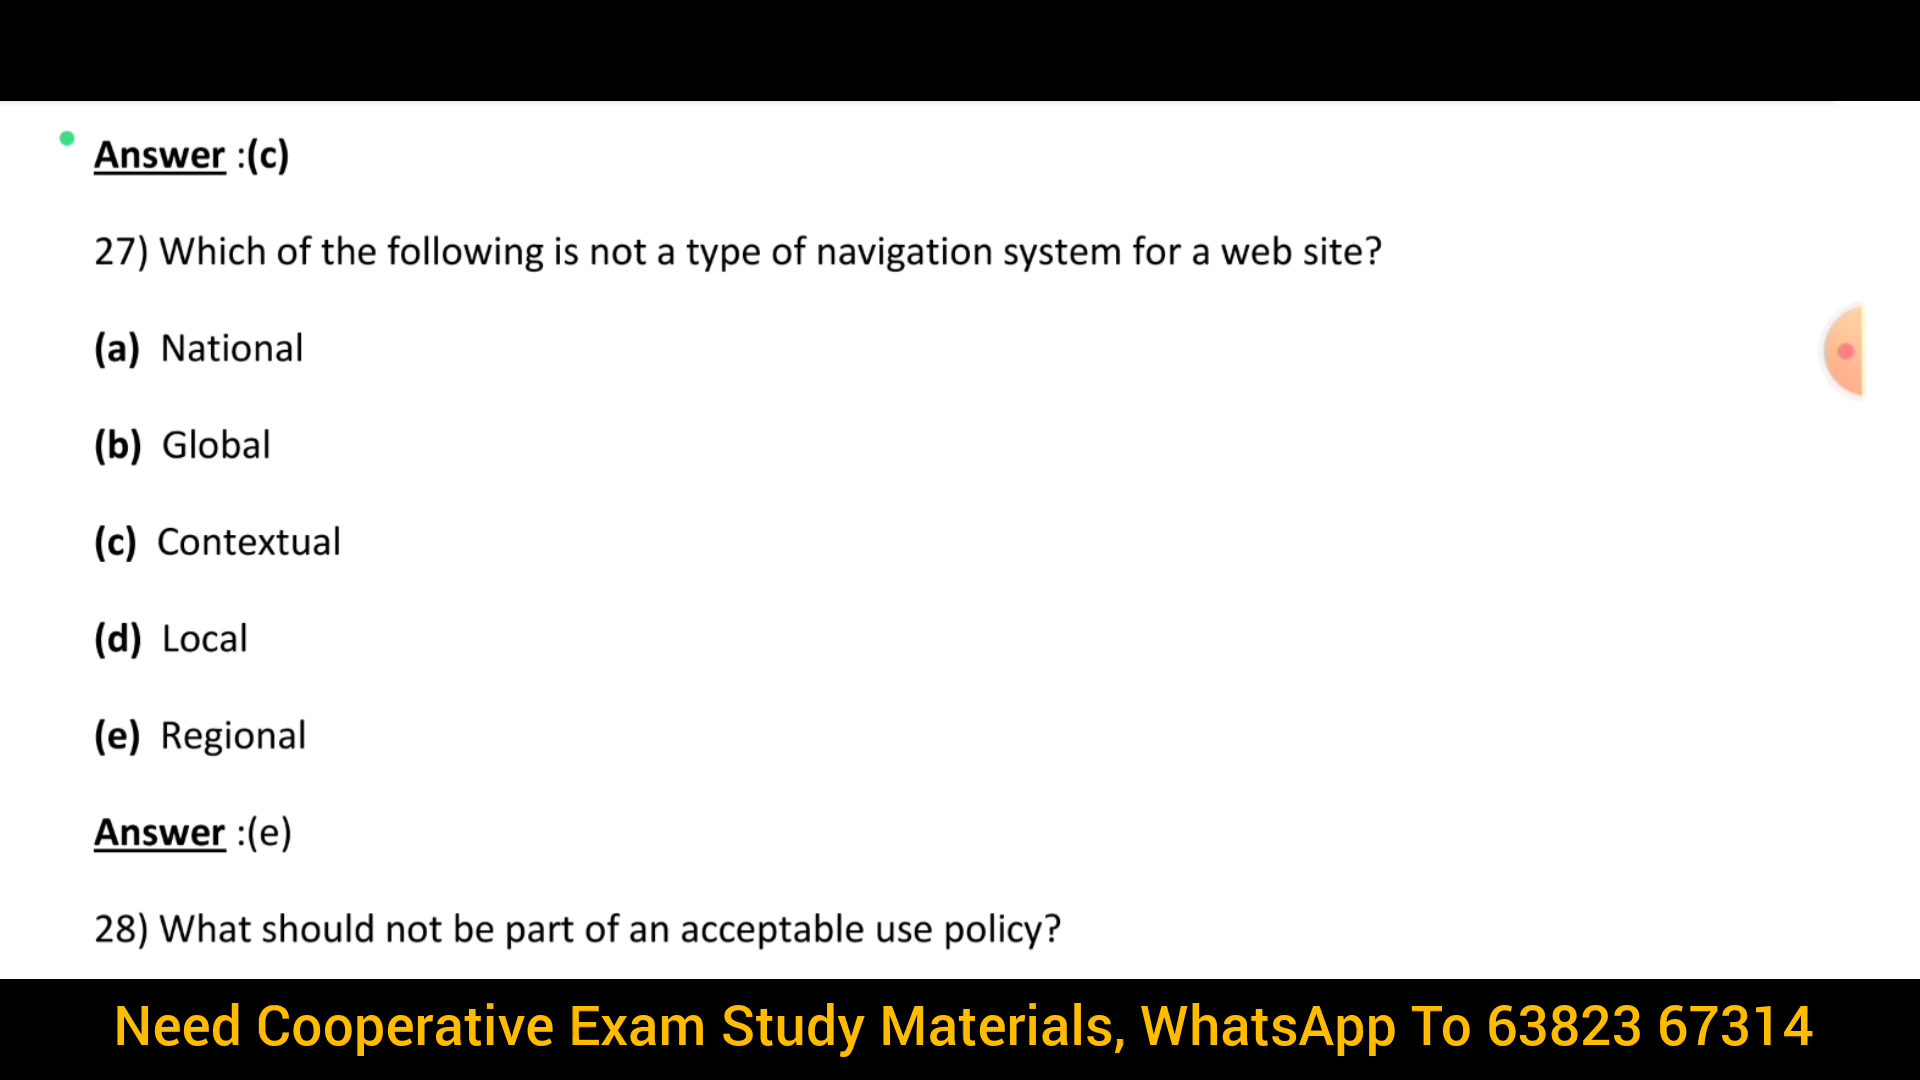 Answer :(c)
27) Which of the following is not a type of navigation system for a web site?
(a) National
(b) Global
(c) Contextual
(d) Local
(e) Regional
Answer :(e)
28) What should not be part of an acceptable use policy?
Need Cooperative Exam Study Materials, WhatsApp To 63823 67314